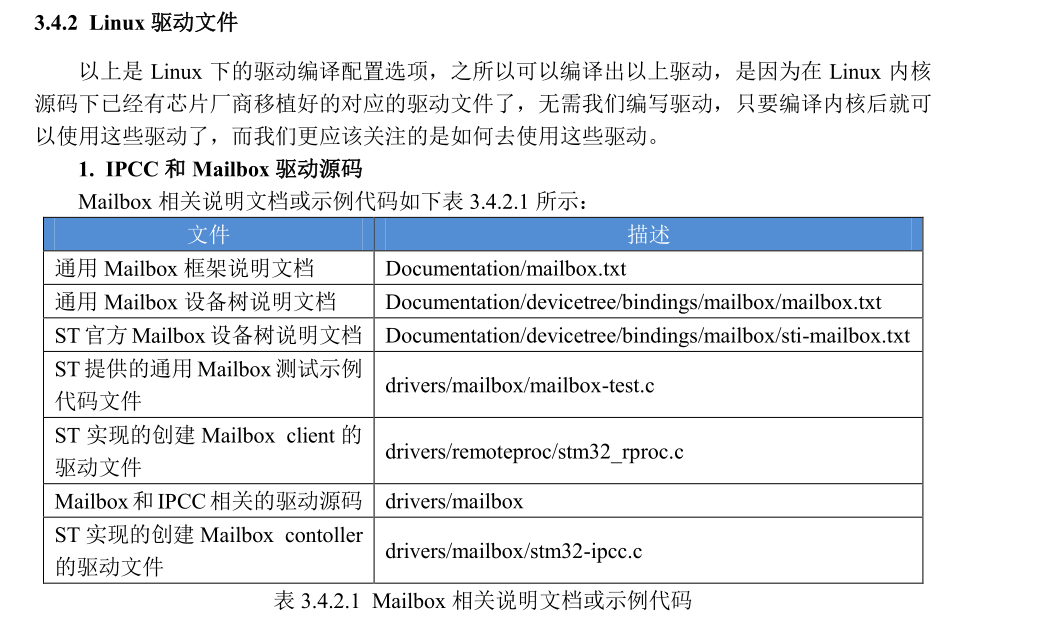 3.4.2 Linux 驱动文件
以上是 Linux 下的驱动编译配置选项，之所以可以编译出以上驱动，是因为在 Linux 内核
源码下已经有芯片厂商移植好的对应的驱动文件了，无需我们编写驱动，只要编译内核后就可
以使用这些驱动了，而我们更应该关注的是如何去使用这些驱动。
1. IPCC 和 Mailbox 驱动源码
Mailbox 相关说明文档或示例代码如下表 3.4.2.1 所示：
文件 描述
通用 Mailbox 框架说明文档 Documentation/mailbox.txt
通用 Mailbox 设备树说明文档 Documentation/devicetree/bindings/mailbox/mailbox.txt
ST 官方 Mailbox 设备树说明文档 Documentation/devicetree/bindings/mailbox/sti-mailbox.txt
ST 提供的通用 Mailbox 测试示例
代码文件
drivers/mailbox/mailbox-test.c
ST 实现的创建 Mailbox client 的
驱动文件
drivers/remoteproc/stm32_rproc.c
Mailbox 和 IPCC 相关的驱动源码 drivers/mailbox
ST 实现的创建 Mailbox contoller
的驱动文件
drivers/mailbox/stm32-ipcc.c
表 3.4.2.1 Mailbox 相关说明文档或示例代码